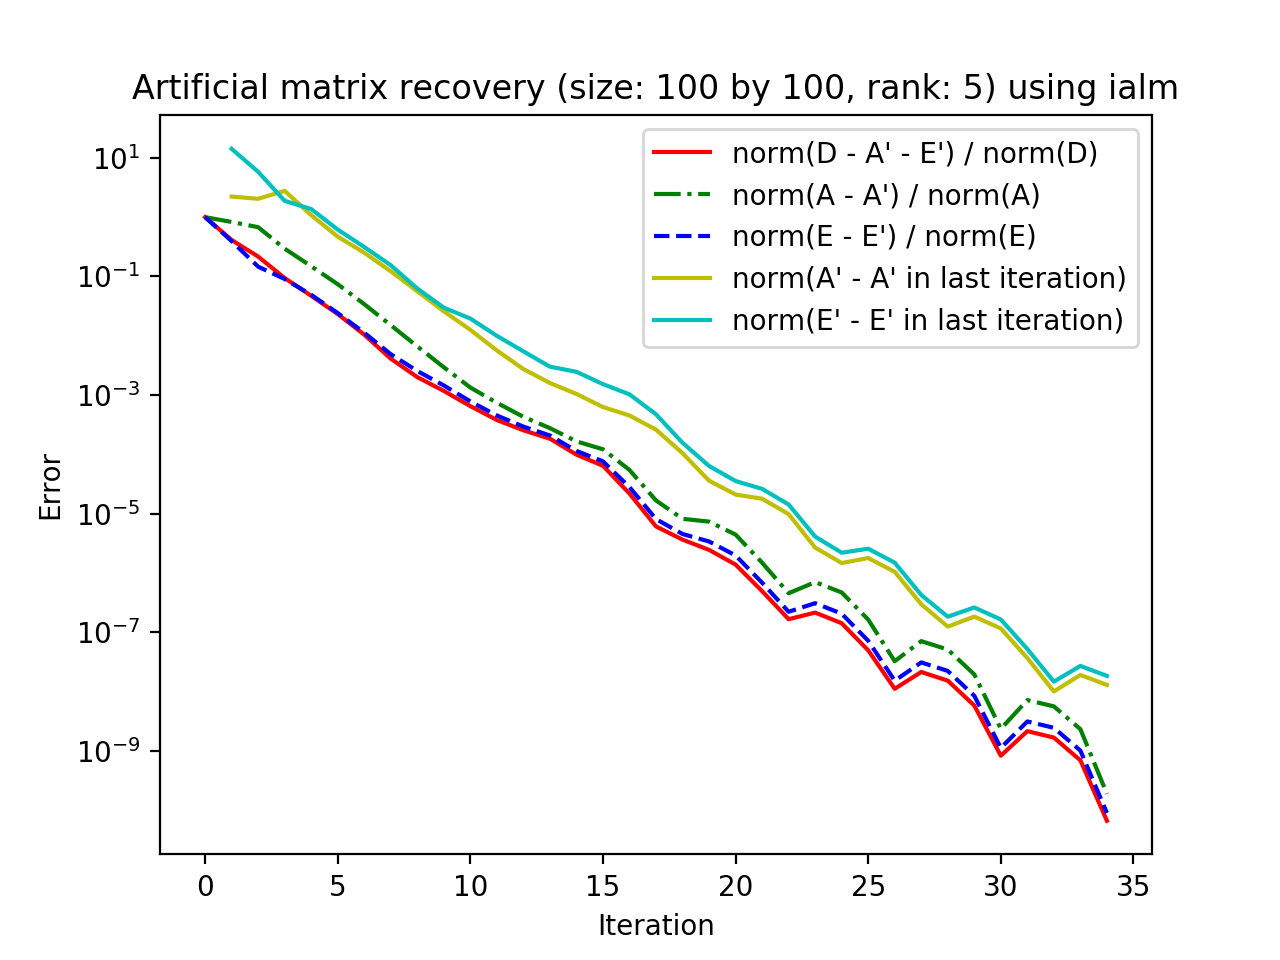 Artificial matrix recovery (size: 100 by 100, rank: 5) using ialm
norm(D - A' - E') / norm(D)
norm(A - A') / norm(A)
norm(E - E') / norm(E)
norm(A' - A' in last iteration)
norm(E' - E' in last iteration)
Error
10¹
10⁻¹
10⁻³
10⁻⁵
10⁻⁷
10⁻⁹
0 5 10 15 20 25 30 35
Iteration